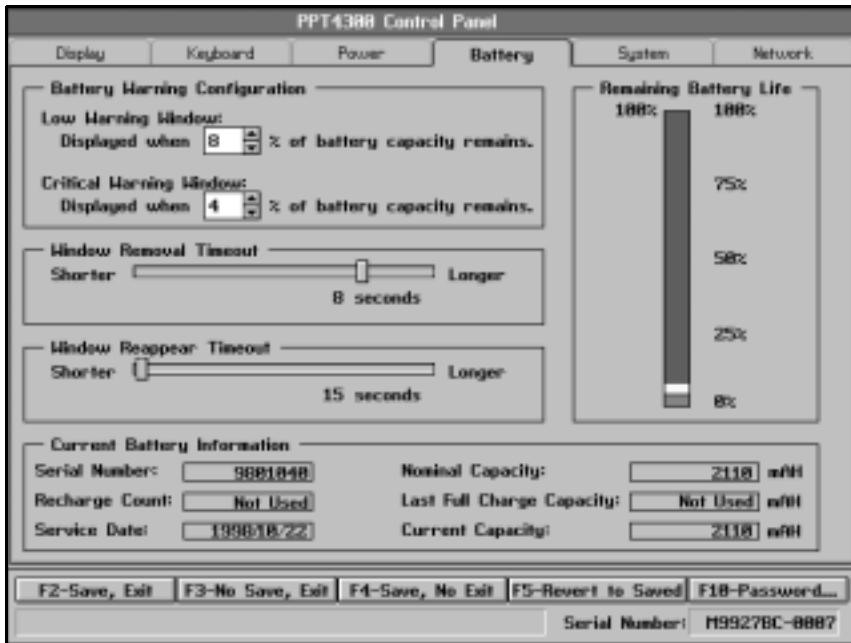 PPT4300 Control Panel
Display Keyboard Power Battery System Network
Battery Warning Configuration
Low Warning Window:
Displayed when 8 % of battery capacity remains.
Critical Warning Window:
Displayed when 4 % of battery capacity remains.
Window Removal Timeout
Shorter Longer
8 seconds
Window Reappear Timeout
Shorter Longer
15 seconds
Remaining Battery Life
100% 100%
75%
50%
25%
0%
Current Battery Information
Serial Number: 9801040 Nominal Capacity: 2110 mAH
Recharge Count: Not Used Last Full Charge Capacity: Not Used mAH
Service Date: 1998/10/22 Current Capacity: 2110 mAH
F2-Save, Exit F3-No Save, Exit F4-Save, No Exit F5-Revert to Saved F10-Password...
Serial Number: M9927BC-0007